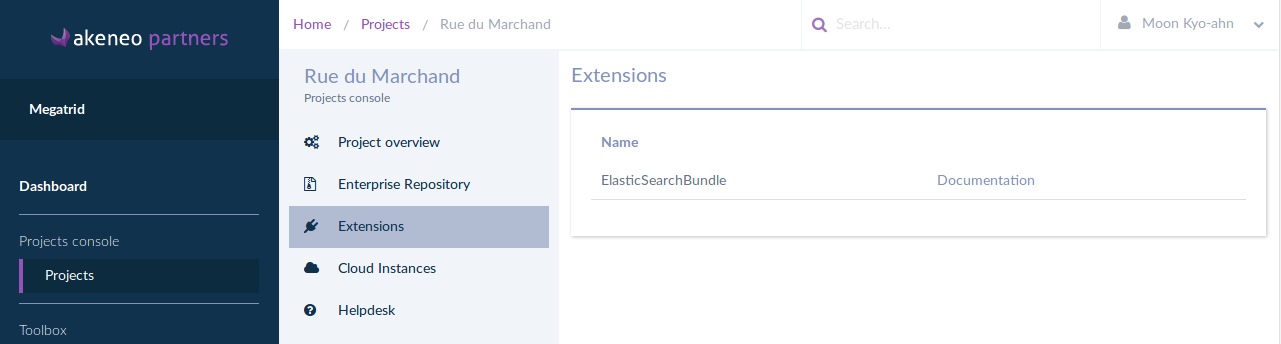 akeneo partners
Megatrid
Dashboard
Projects console
Projects
Toolbox
Home / Projects / Rue du Marchand
Search...
Moon Kyo-ahn
Rue du Marchand
Projects console
Project overview
Enterprise Repository
Extensions
Cloud Instances
Helpdesk
Extensions
Name
ElasticSearchBundle Documentation